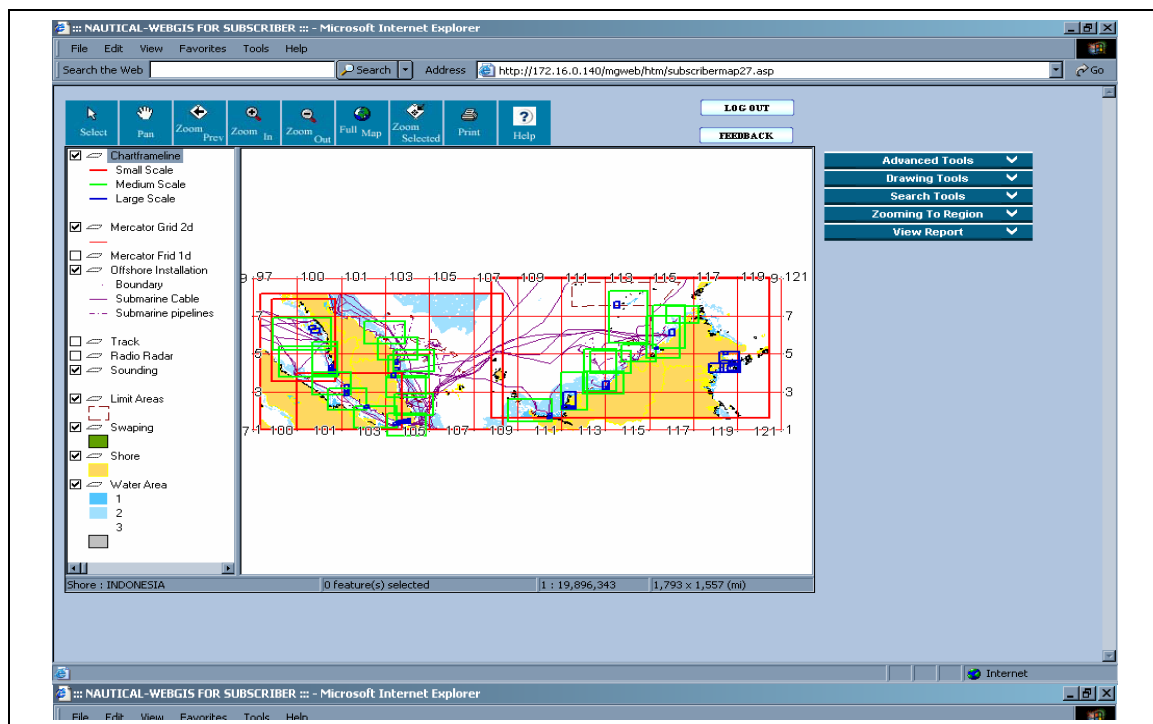 ::: NAUTICAL-WEBGIS FOR SUBSCRIBER ::: - Microsoft Internet Explorer
File Edit View Favorites Tools Help
Search the Web Search Address http://172.16.0.140/mgweb/htm/subscribermap27.asp Go
LOG OUT
FEEDBACK
Select Pan Zoom Prev Zoom In Zoom Out Full Map Zoom Selected Print Help
Chartframeline
Small Scale
Medium Scale
Large Scale
Mercator Grid 2d
Mercator Frid 1d
Offshore Installation
Boundary
Submarine Cable
Submarine pipelines
Track
Radio Radar
Sounding
Limit Areas
Swaping
Shore
Water Area
1
2
3
9 97 100 101 103 105 107 109 111 113 115 117 119 9 121
7 7
5 5
3 3
103 101 103 105 107 109 111 113 115 117 119 121 1
Advanced Tools
Drawing Tools
Search Tools
Zooming To Region
View Report
Shore : INDONESIA 0 feature(s) selected 1 : 19,896,343 1,793 x 1,557 (mi)
Internet
::: NAUTICAL-WEBGIS FOR SUBSCRIBER ::: - Microsoft Internet Explorer
File Edit View Favorites Tools Help